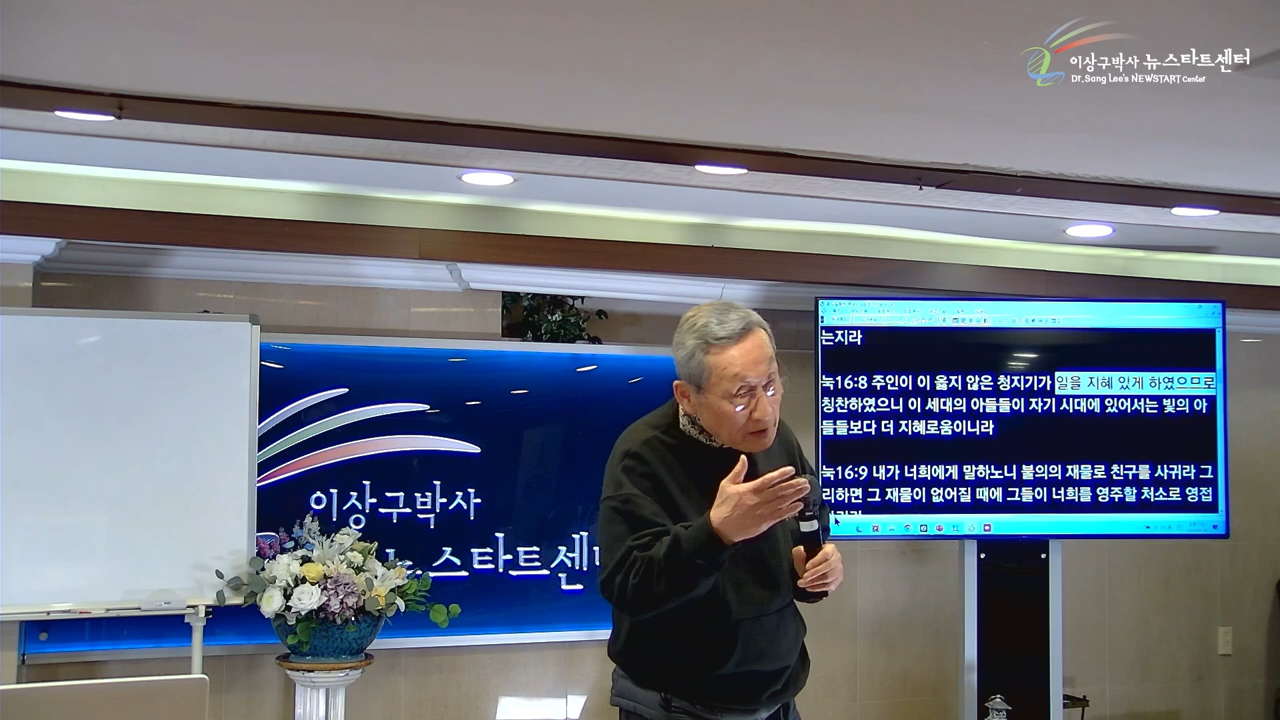 이상구박사 뉴스타트센터
Dr. Sang Lee's NEWSTART Center
는지라
눅16:8 주인이 이 옳지 않은 청지기가 일을 지혜 있게 하였으므로
칭찬하였으니 이 세대의 아들들이 자기 시대에 있어서는 빛의 아
들들보다 더 지혜로움이니라
눅16:9 내가 너희에게 말하노니 불의의 재물로 친구를 사귀라 그
리하면 그 재물이 없어질 때에 그들이 너희를 영주할 처소로 영접
이상구박사
뉴스타트센